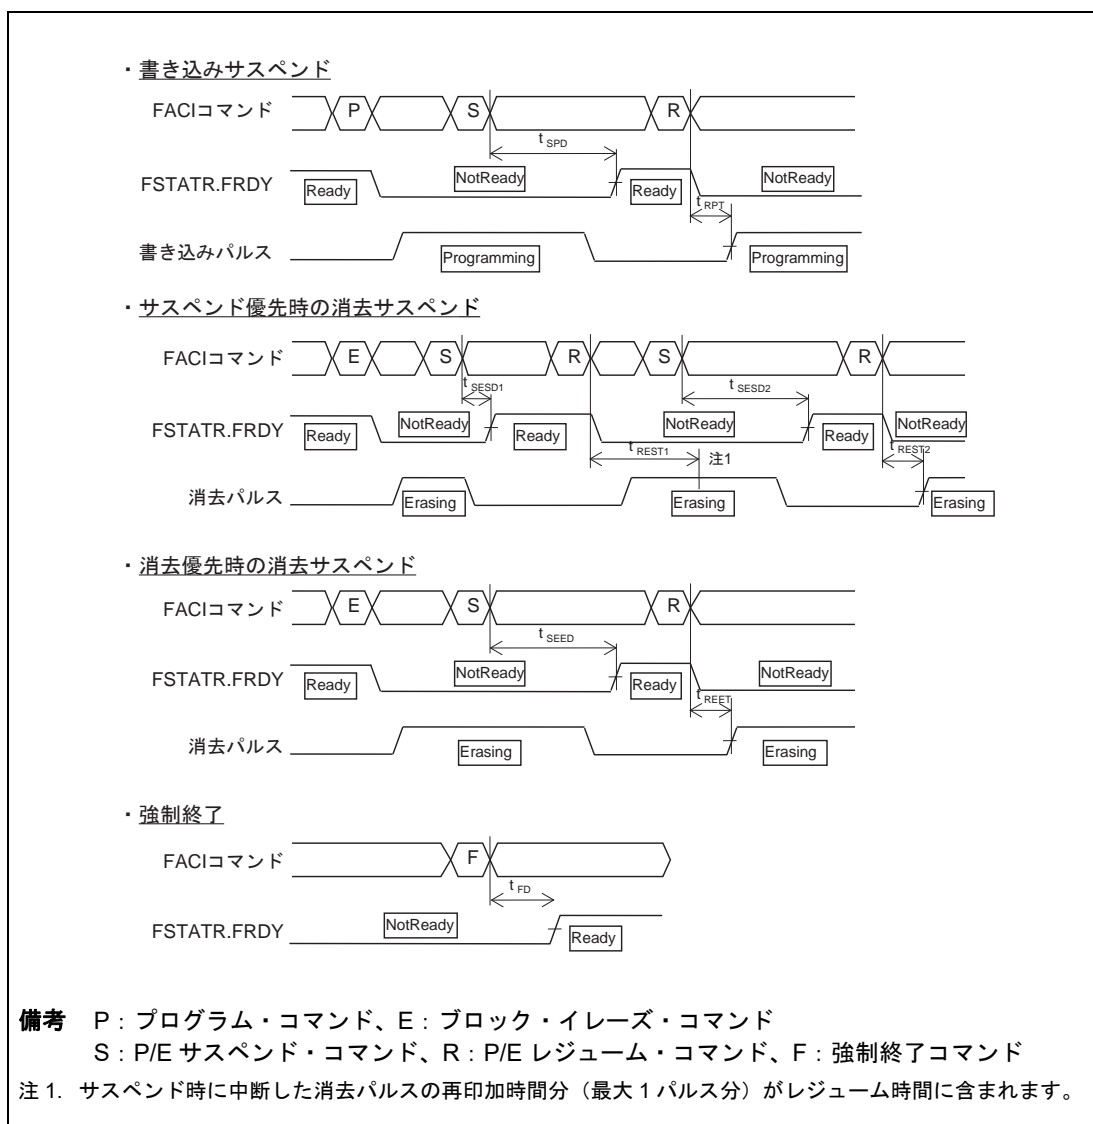 ・書き込みサスペンド
FACIコマンド P S R
t SPD
FSTATR.FRDY Ready NotReady Ready NotReady
t RPT
書き込みパルス Programming Programming
・サスペンド優先時の消去サスペンド
FACIコマンド E S R S R
t SESD1 t SESD2
FSTATR.FRDY Ready NotReady Ready NotReady Ready NotReady
t REST1 注1 t REST2
消去パルス Erasing Erasing Erasing
・消去優先時の消去サスペンド
FACIコマンド E S R
t SEED
FSTATR.FRDY Ready NotReady Ready NotReady
t REET
消去パルス Erasing Erasing
・強制終了
FACIコマンド F
t FD
FSTATR.FRDY NotReady Ready
備考 P：プログラム・コマンド、E：ブロック・イレーズ・コマンド
S：P/E サスペンド・コマンド、R：P/E レジューム・コマンド、F：強制終了コマンド
注 1. サスペンド時に中断した消去パルスの再印加時間分（最大 1 パルス分）がレジューム時間に含まれます。